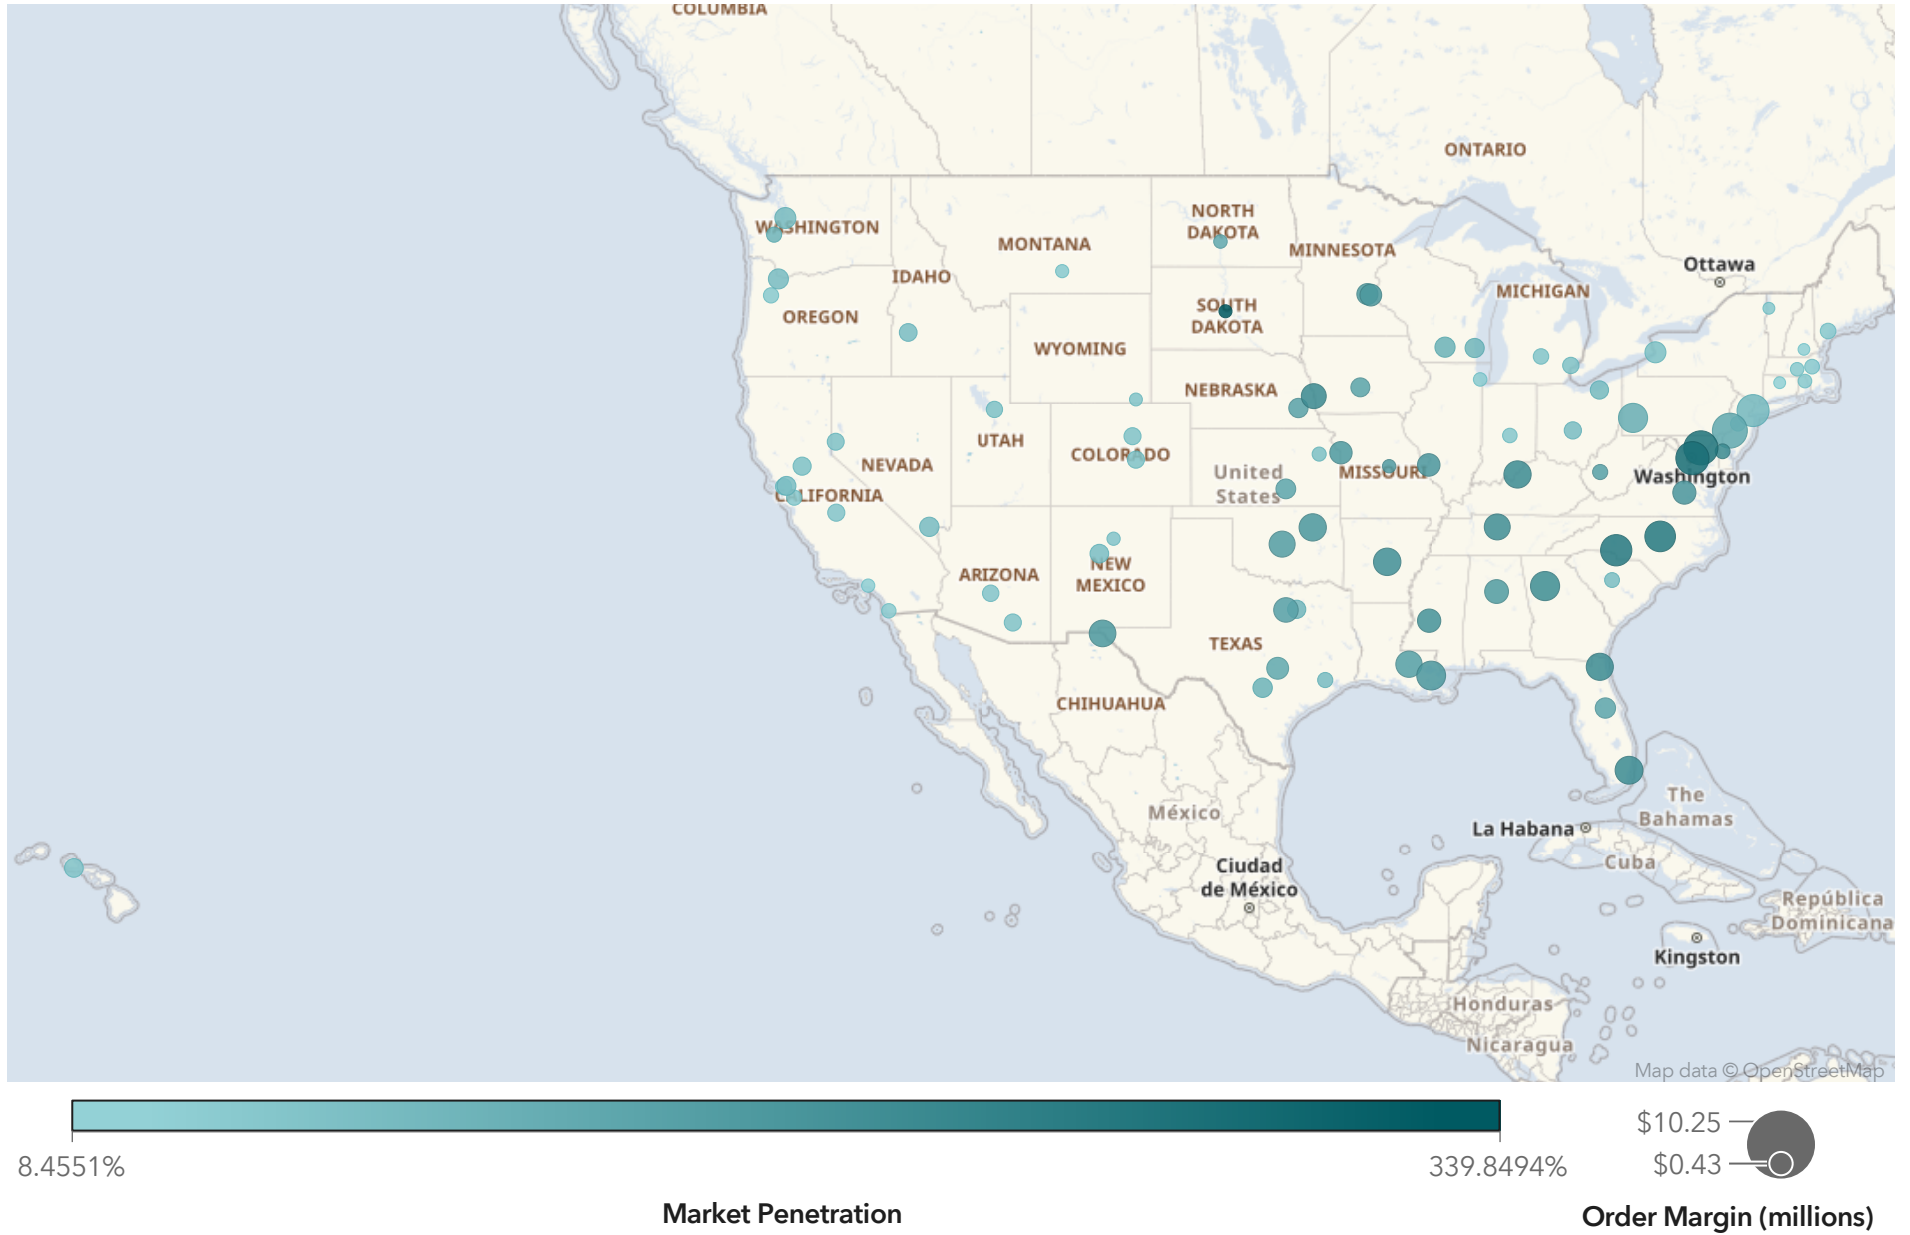 COLUMBIA
ONTARIO
WASHINGTON
MONTANA
NORTH
DAKOTA
MINNESOTA
Ottawa
IDAHO
MICHIGAN
OREGON
SOUTH
DAKOTA
WYOMING
NEBRASKA
UTAH
COLORADO
NEVADA
United
States
MISSOURI
Washington
CALIFORNIA
ARIZONA
NEW
MEXICO
TEXAS
CHIHUAHUA
México
The
Bahamas
La Habana
Cuba
Ciudad
de México
República
Dominicana
Kingston
Honduras
Nicaragua
Map data © OpenStreetMap
8.4551%
339.8494%
Market Penetration
$10.25
$0.43
Order Margin (millions)